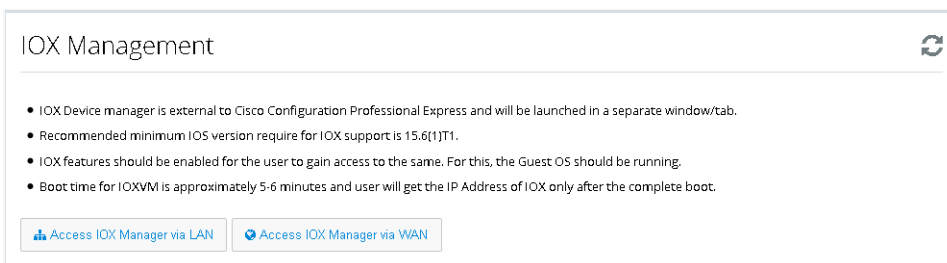 IOX Management
• IOX Device manager is external to Cisco Configuration Professional Express and will be launched in a separate window/tab.
• Recommended minimum IOS version require for IOX support is 15.6(1)T1.
• IOX features should be enabled for the user to gain access to the same. For this, the Guest OS should be running.
• Boot time for IOXVM is approximately 5-6 minutes and user will get the IP Address of IOX only after the complete boot.
Access IOX Manager via LAN
Access IOX Manager via WAN